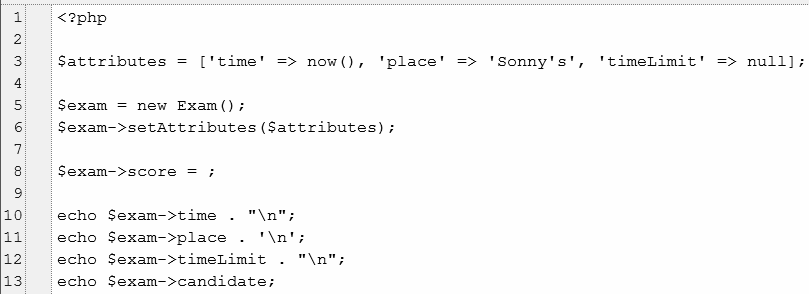 1 <?php
2
3 $attributes = ['time' => now(), 'place' => 'Sonny's', 'timeLimit' => null];
4
5 $exam = new Exam();
6 $exam->setAttributes($attributes);
7
8 $exam->score = ;
9
10 echo $exam->time . "\n";
11 echo $exam->place . '\n';
12 echo $exam->timeLimit . "\n";
13 echo $exam->candidate;